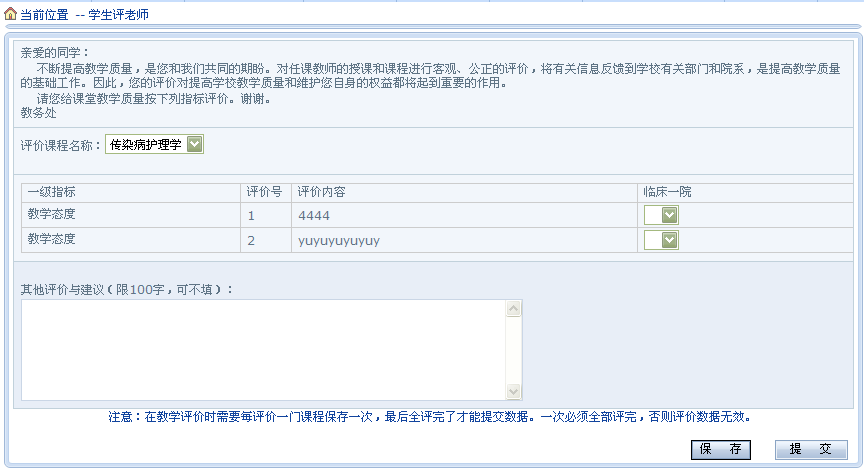 当前位置 -- 学生评老师
亲爱的同学：
不断提高教学质量，是您和我们共同的期盼。对任课教师的授课和课程进行客观、公正的评价，将有关信息反馈到学校有关部门和院系，是提高教学质量
的基础工作。因此，您的评价对提高学校教学质量和维护您自身的权益都将起到重要的作用。
请您给课堂教学质量按下列指标评价。谢谢。
教务处
评价课程名称： 传染病护理学
一级指标 评价号 评价内容 临床一院
教学态度 1 4444
教学态度 2 yuyuyuyuyuy
其他评价与建议（限100字，可不填）：
注意：在教学评价时需要每评价一门课程保存一次，最后全评完了才能提交数据。一次必须全部评完，否则评价数据无效。
保 存 提 交